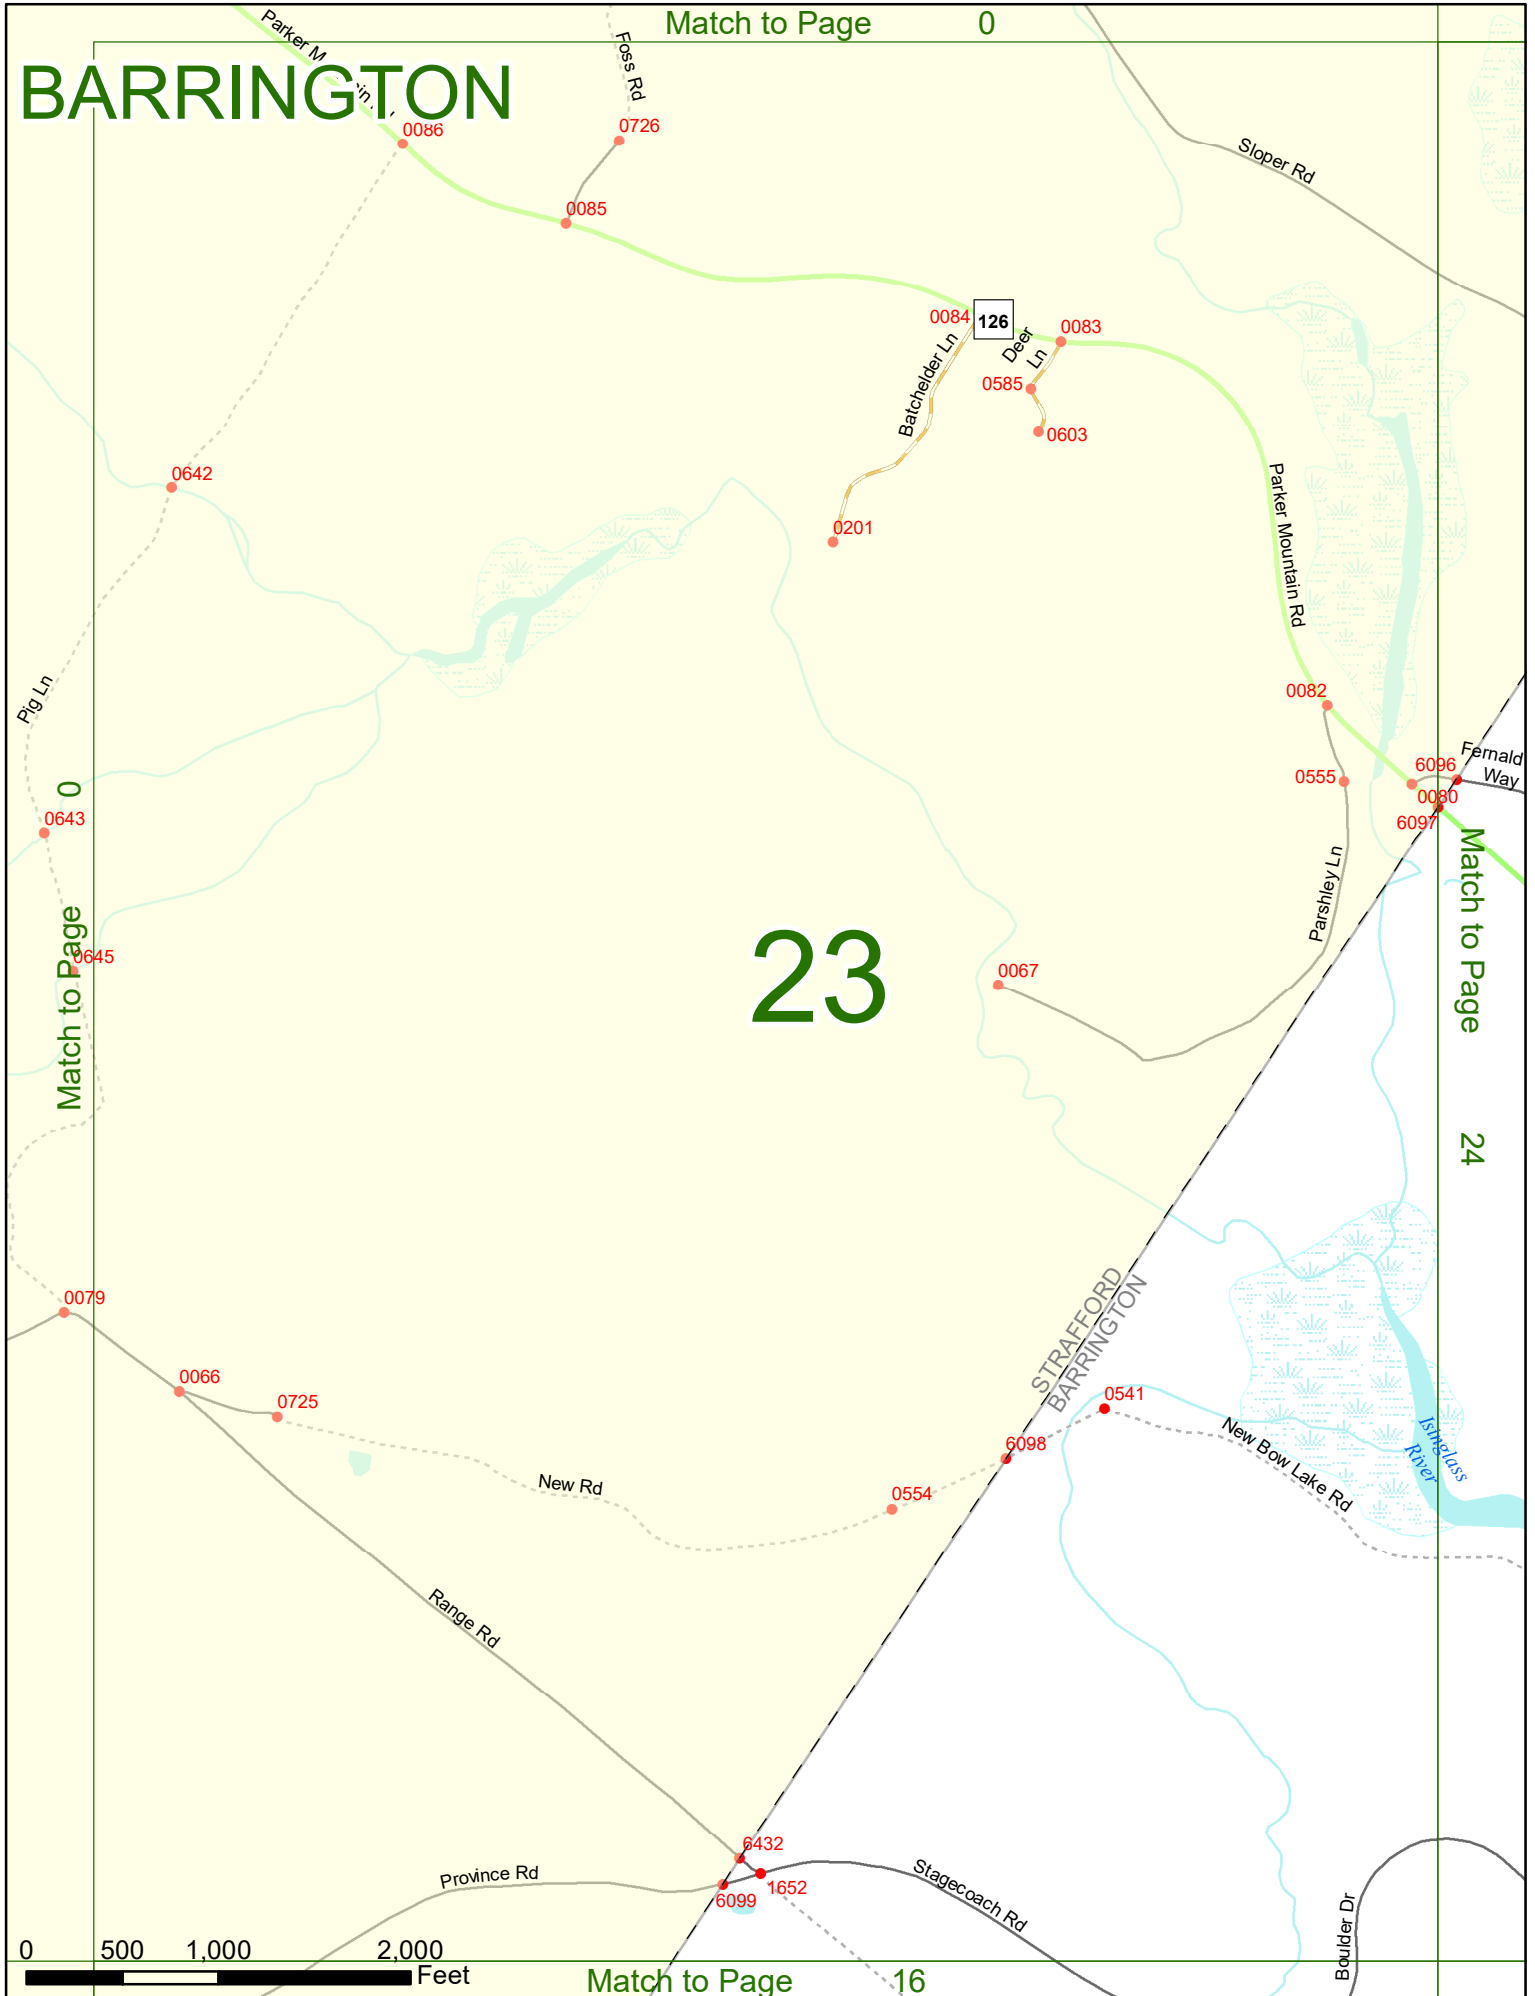 Match to Page 0
BARRINGTON
Foss Rd
0086
0726
0085
Sloper Rd
0084
126
0083
Deer
Ln
Batchelder Ln
0585
0603
0642
0201
Parker Mountain Rd
Pig Ln
0082
Fernald
Way
6096
0555
0080
6097
0643
Match to Page 0
0645
Parshley Ln
Match to Page 24
23
0067
STRAFFORD
BARRINGTON
0079
0066
0725
0541
New Bow Lake Rd
Isinglass
River
6098
New Rd
0554
Range Rd
6432
Province Rd
6099
1652
Stagecoach Rd
Boulder Dr
0 500 1,000 2,000
Feet
Match to Page 16